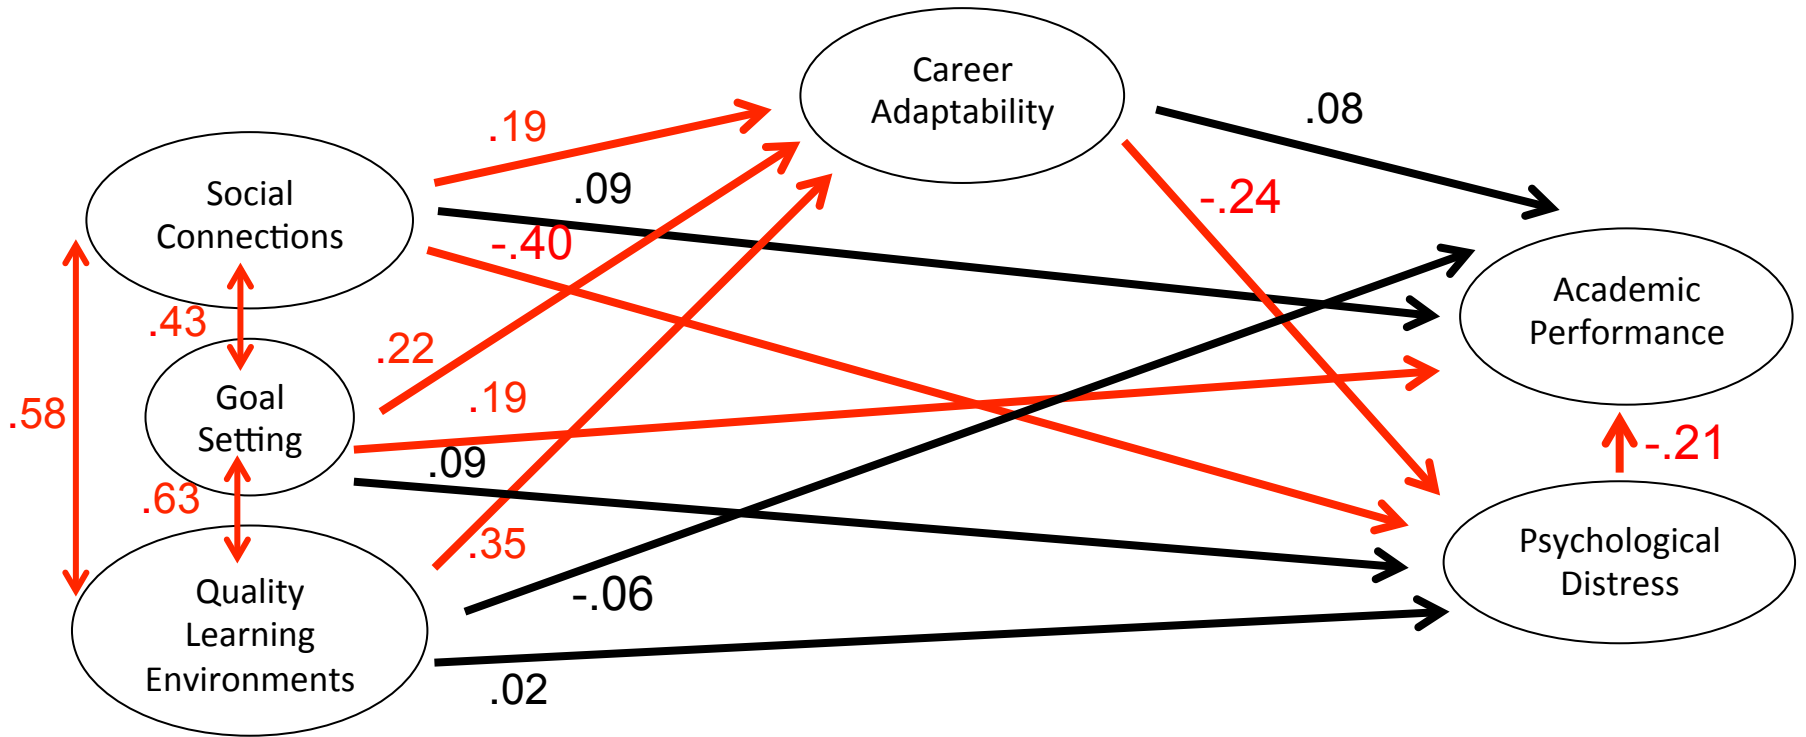 Career
Adaptability
.08
.19
Social
Connections
.09
-.24
-.40
.43
.22
Academic
Performance
Goal
Setting
.58
.19
.09
-.21
.63
.35
Psychological
Distress
Quality
Learning
Environments
-.06
.02